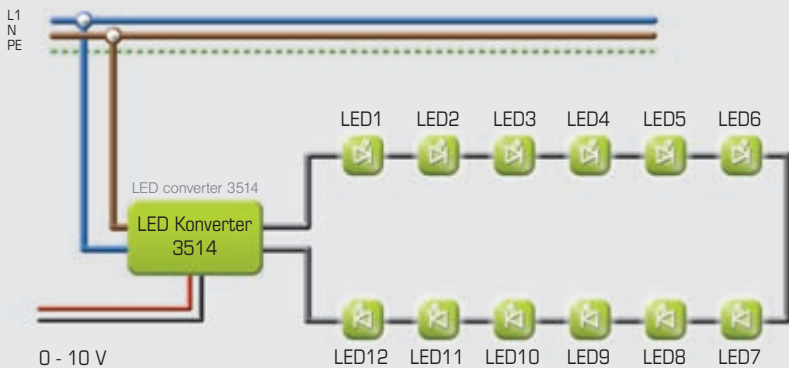 L1
N
PE
LED1 LED2 LED3 LED4 LED5 LED6
LED converter 3514
LED Konverter
3514
0 - 10 V
LED12 LED11 LED10 LED9 LED8 LED7